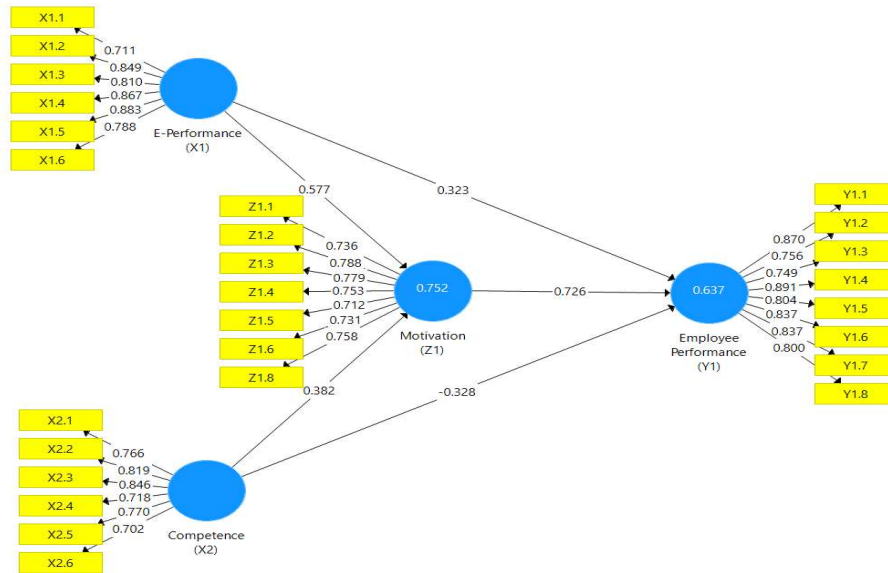 X1.1
X1.2
X1.3
X1.4
X1.5
X1.6
0.711
0.849
0.810
0.867
0.883
0.788
E-Performance
(X1)
0.577
0.323
Z1.1
Z1.2
Z1.3
Z1.4
Z1.5
Z1.6
Z1.8
0.736
0.788
0.779
0.753
0.712
0.731
0.758
0.752
Motivation
(Z1)
0.726
0.382
-0.328
0.637
Employee
Performance
(Y1)
0.870
0.756
0.749
0.891
0.804
0.837
0.837
0.800
Y1.1
Y1.2
Y1.3
Y1.4
Y1.5
Y1.6
Y1.7
Y1.8
X2.1
X2.2
X2.3
X2.4
X2.5
X2.6
0.766
0.819
0.846
0.718
0.770
0.702
Competence
(X2)